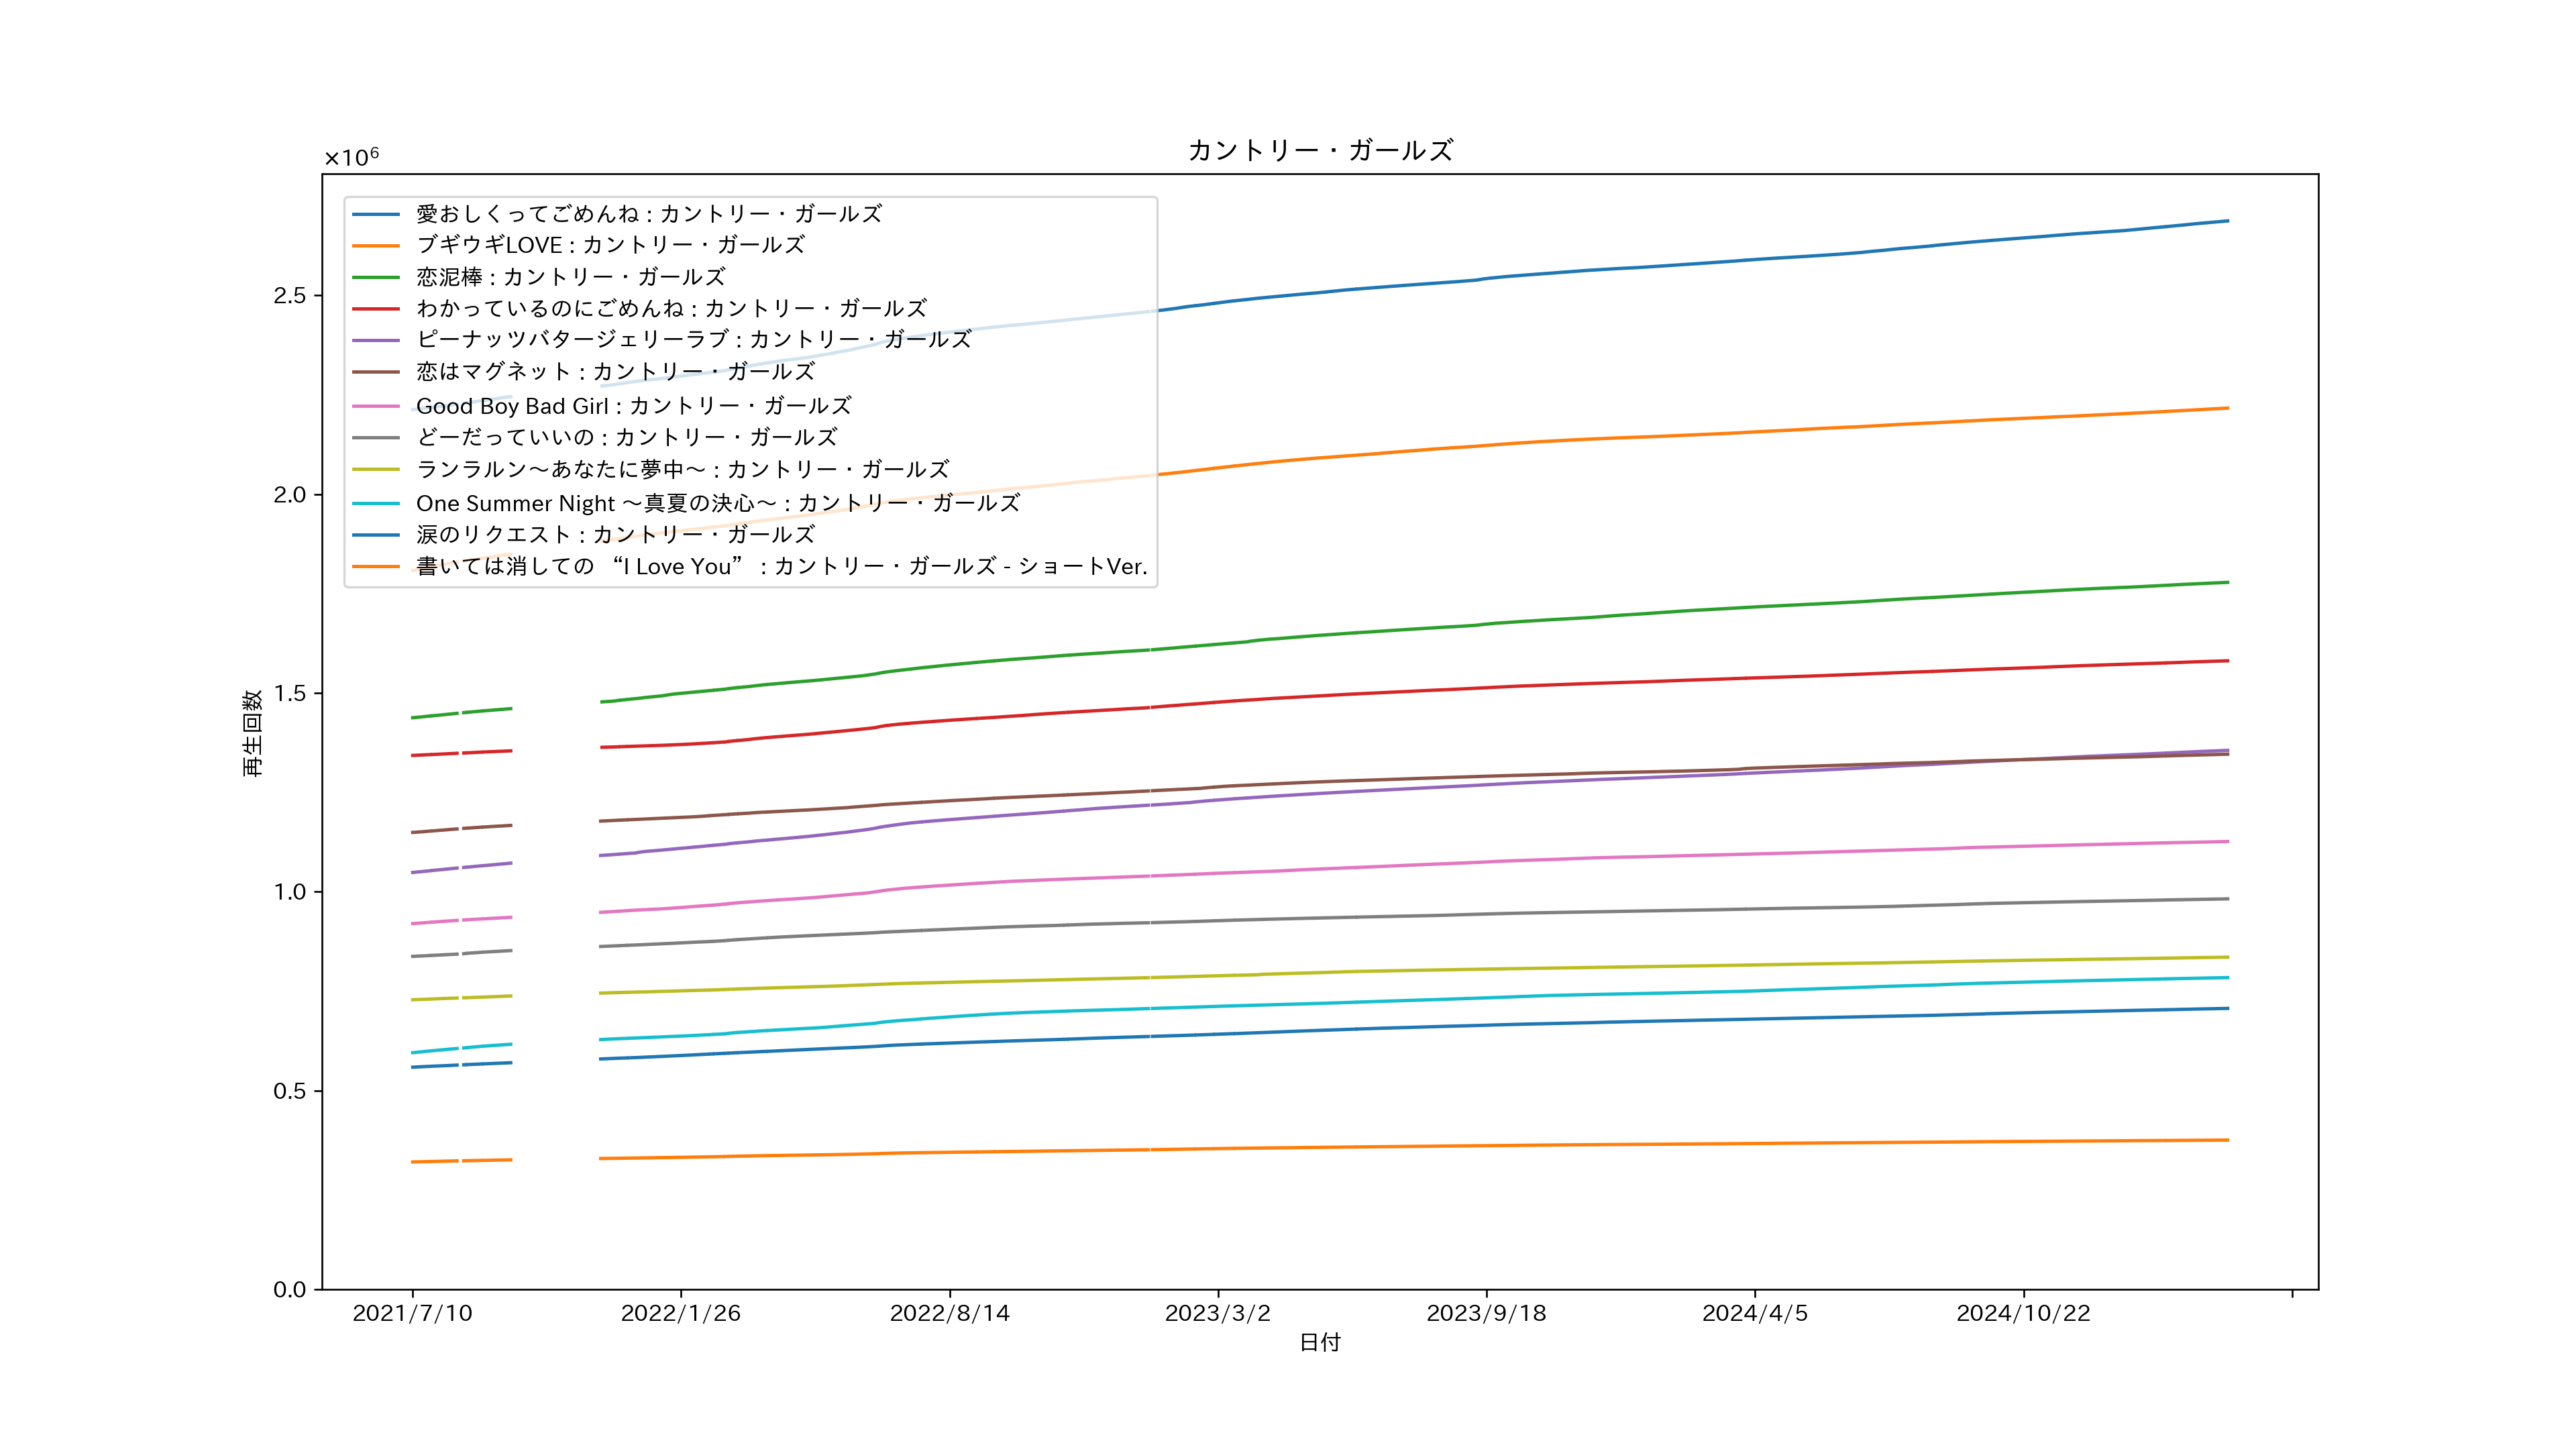 カントリー・ガールズ
×10⁶
愛おしくってごめんね : カントリー・ガールズ
ブギウギLOVE : カントリー・ガールズ
恋泥棒 : カントリー・ガールズ
わかっているのにごめんね : カントリー・ガールズ
ピーナッツバタージェリーラブ : カントリー・ガールズ
恋はマグネット : カントリー・ガールズ
Good Boy Bad Girl : カントリー・ガールズ
どーだっていいの : カントリー・ガールズ
ランラルン～あなたに夢中～ : カントリー・ガールズ
One Summer Night ～真夏の決心～ : カントリー・ガールズ
涙のリクエスト : カントリー・ガールズ
書いては消しての “I Love You” : カントリー・ガールズ - ショートVer.
2.5
2.0
1.5
1.0
0.5
0.0
再生回数
2021/7/10
2022/1/26
2022/8/14
2023/3/2
2023/9/18
2024/4/5
2024/10/22
日付